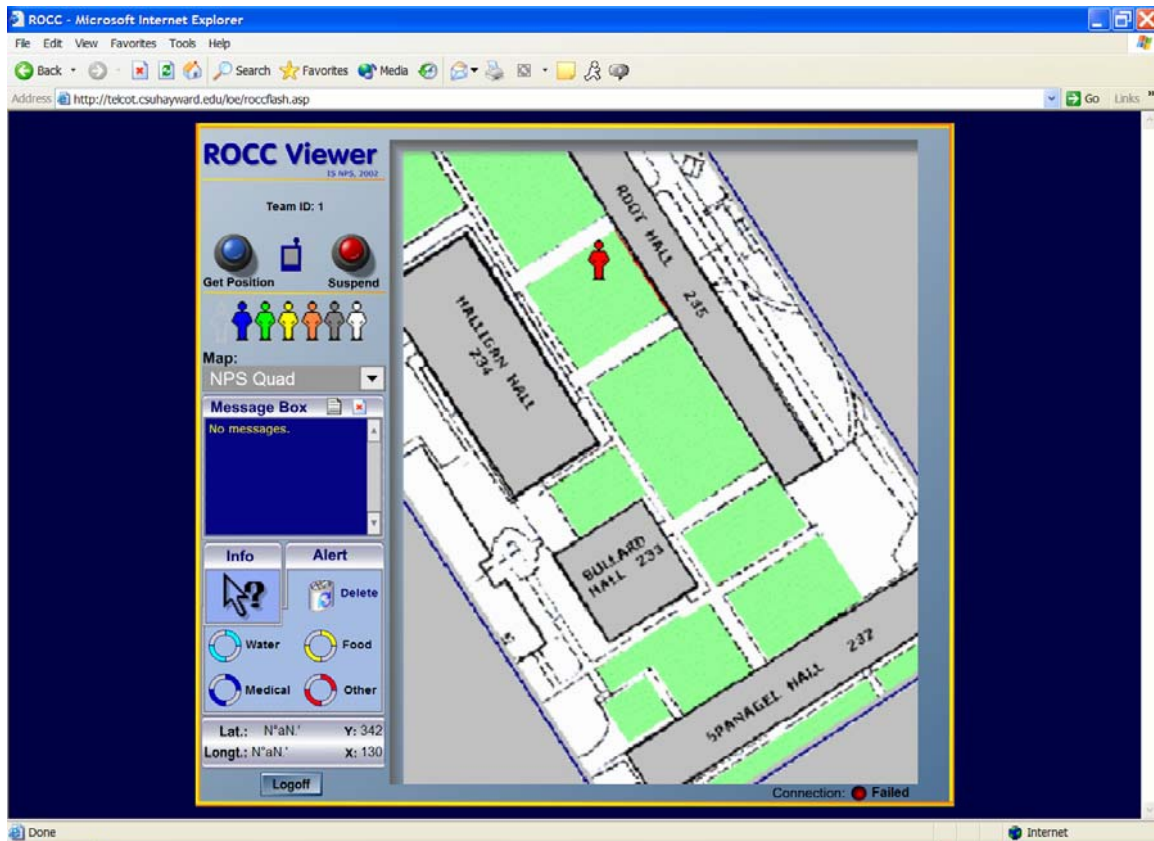 ROCC - Microsoft Internet Explorer
File Edit View Favorites Tools Help
Back Search Favorites Media
Address http://telcot.csuhayward.edu/loe/roccflash.asp Go Links »
ROCC Viewer
IS NPS, 2002
Team ID: 1
Get Position Suspend
Map:
NPS Quad
Message Box
No messages.
Info Alert
? Delete
Water Food
Medical Other
Lat.: N°aN.' Y: 342
Longt.: N°aN.' X: 130
Logoff
ROOT HALL 235
HALLIGAN HALL
234
BULLARD
HALL 233
SPANAGEL HALL 232
Connection: Failed
Done Internet